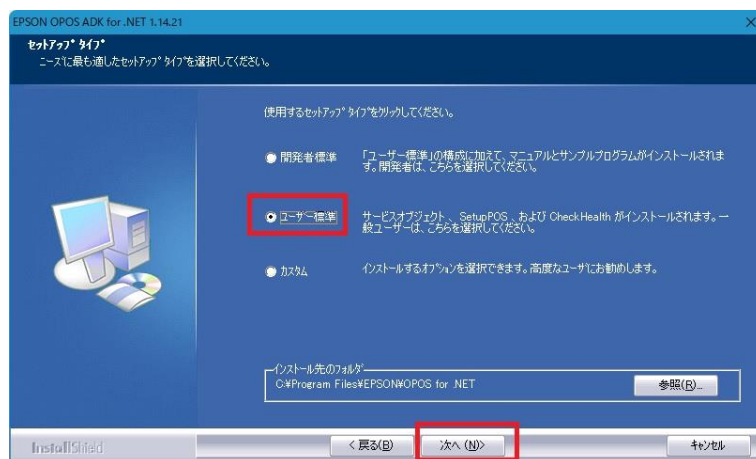 EPSON OPOS ADK for .NET 1.14.21
セットアップ タイプ
ニーズに最も適したセットアップ タイプを選択してください。
使用するセットアップ タイプをクリックしてください。
開発者標準
「ユーザー標準」の構成に加えて、マニュアルとサンプルプログラムがインストールされま
す。開発者は、こちらを選択してください。
ユーザー標準
サービスオブジェクト 、 SetupPOS 、および CheckHealth がインストールされます。一
般ユーザーは、こちらを選択してください。
カスタム
インストールするオプションを選択できます。高度なユーザにお勧めします。
インストール先のフォルダ
C:¥Program Files¥EPSON¥OPOS for .NET
参照(R)...
InstallShield
< 戻る(B)
次へ (N)>
キャンセル